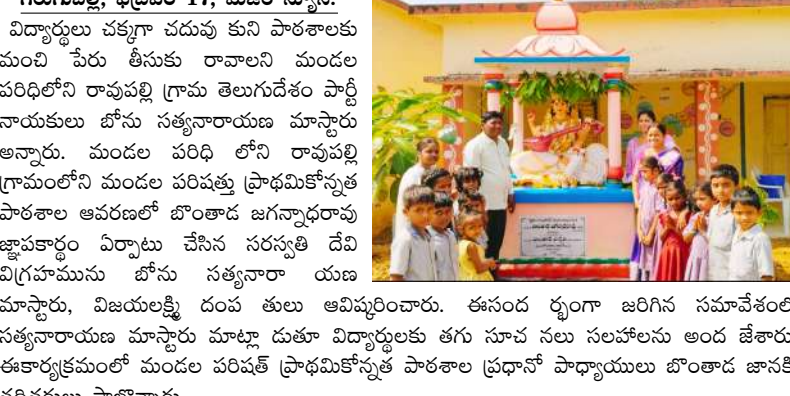 ఫిబ్రవరి 17,
విద్యార్థులు చక్కగా చదువు కుని పాఠశాలకు
మంచి పేరు తీసుకు రావాలని మండల
పరిధిలోని రావుపల్లి గ్రామ తెలుగుదేశం పార్టీ
నాయకులు బోను సత్యనారాయణ మాస్టారు
అన్నారు. మండల పరిధి లోని రావుపల్లి
గ్రామంలోని మండల పరిషత్తు ప్రాథమికోన్నత
పాఠశాల ఆవరణలో బొంతాడ జగన్నాధరావు
జ్ఞాపకార్థం ఏర్పాటు చేసిన సరస్వతి దేవి
విగ్రహమును బోను సత్యనారా యణ
మాస్టారు, విజయలక్ష్మి దంప తులు ఆవిష్కరించారు. ఈసంద ర్భంగా జరిగిన సమావేశంలో
సత్యనారాయణ మాస్టారు మాట్లా డుతూ విద్యార్థులకు తగు సూచ నలు సలహాలను అంద జేశారు
ఈకార్యక్రమంలో మండల పరిషత్ ప్రాథమికోన్నత పాఠశాల ప్రధానో పాధ్యాయులు బొంతాడ జానకి